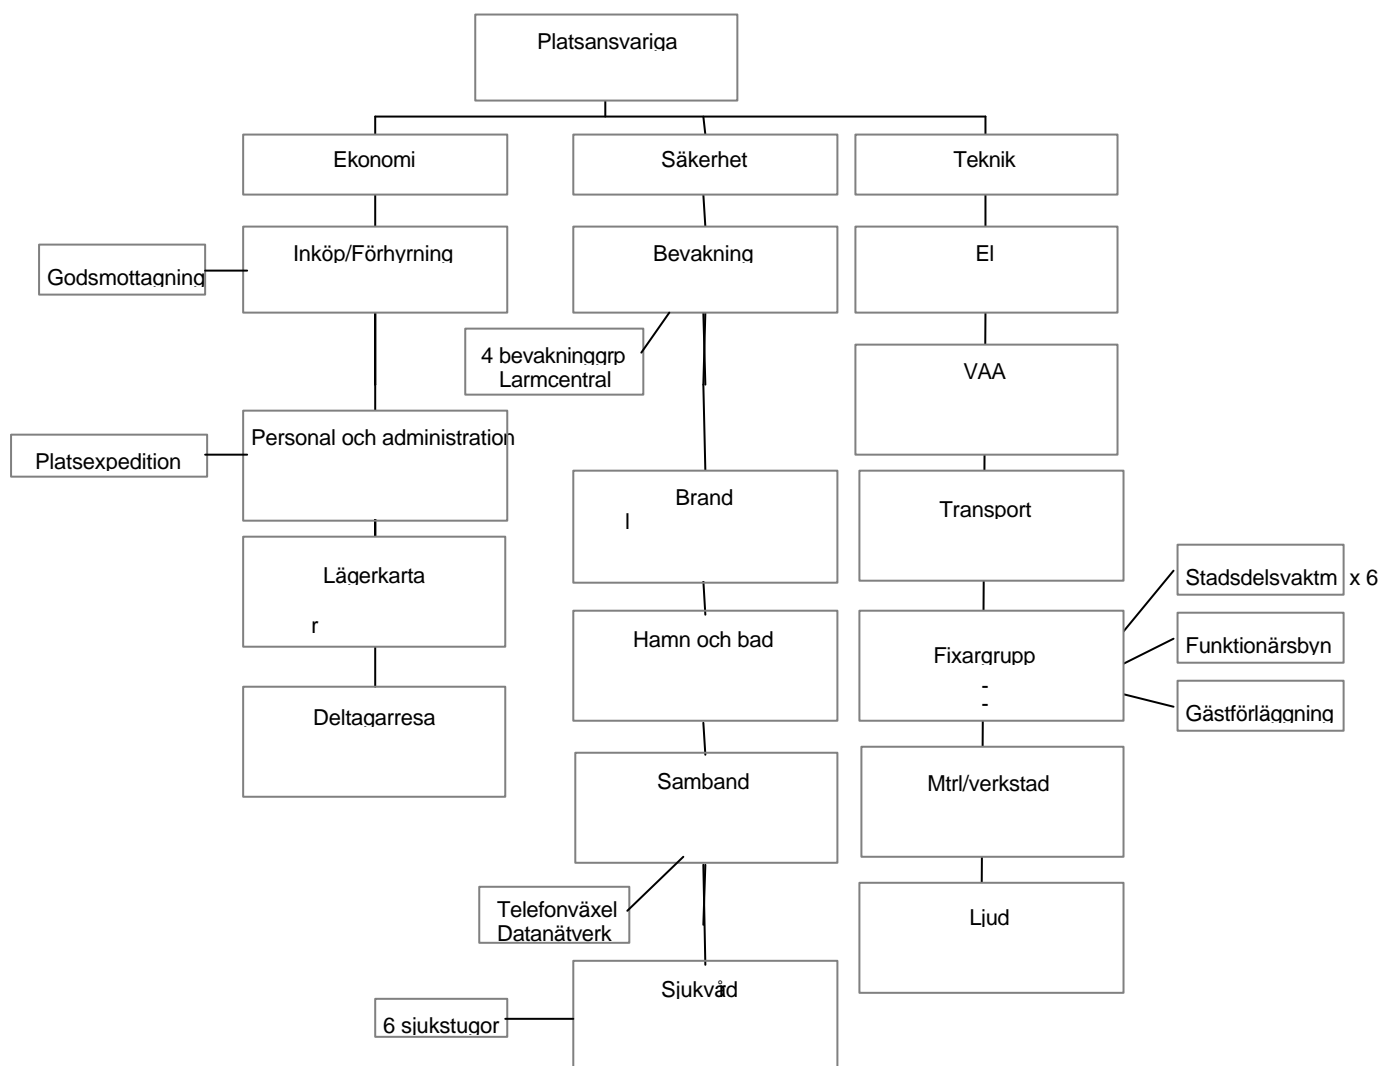 Platsansvariga
Ekonomi
Säkerhet
Teknik
Inköp/Förhyrning
Bevakning
El
Godsmottagning
4 bevakninggrp
Larmcentral
VAA
Personal och administration
Platsexpedition
Brand
l
Transport
Lägerkarta
r
Stadsdelsvaktm x 6
Hamn och bad
Fixargrupp
-
-
Funktionärsbyn
Gästförläggning
Deltagarresa
Samband
Mtrl/verkstad
Telefonväxel
Datanätverk
Ljud
Sjukvård
6 sjukstugor